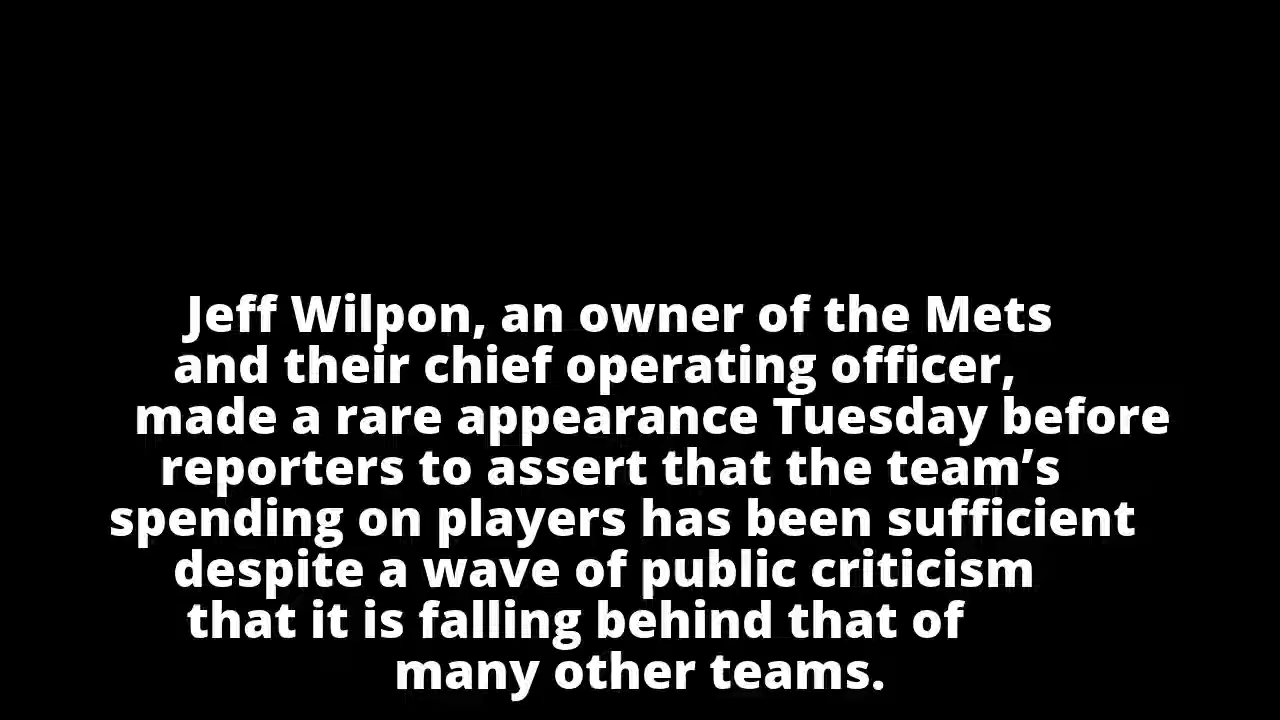 Jeff Wilpon, an owner of the Mets
and their chief operating officer,
made a rare appearance Tuesday before
reporters to assert that the team’s
spending on players has been sufficient
despite a wave of public criticism
that it is falling behind that of
many other teams.